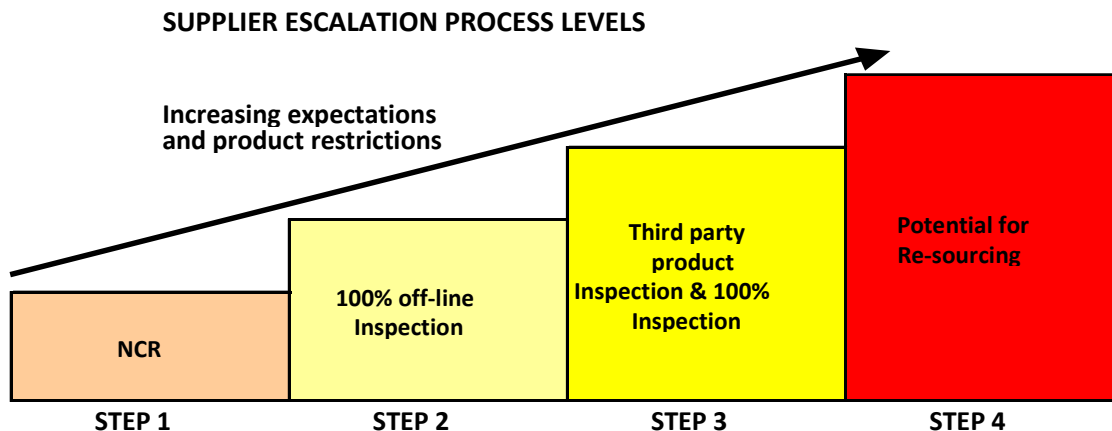 SUPPLIER ESCALATION PROCESS LEVELS
Increasing expectations
and product restrictions
NCR
100% off-line
Inspection
Third party
product
Inspection & 100%
Inspection
Potential for
Re-sourcing
STEP 1
STEP 2
STEP 3
STEP 4